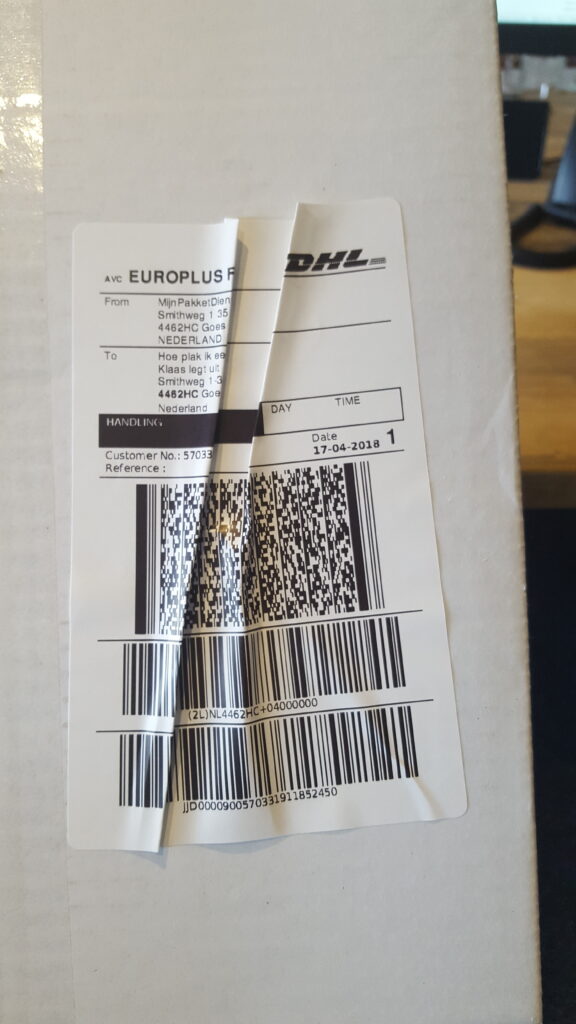 AVC EUROPLUS
DHL
From MijnPakketDien
Smithweg 1 35
4462HC Goes
NEDERLAND
To Hoe plak ik ee
Klaas legt uit
Smithweg 1-3
4462HC Goe
Nederland
HANDLING
DAY TIME
Customer No.: 57033
Reference :
Date
17-04-2018 1
(2L)NL4462HC+04000000
JJD0000900570331911852450